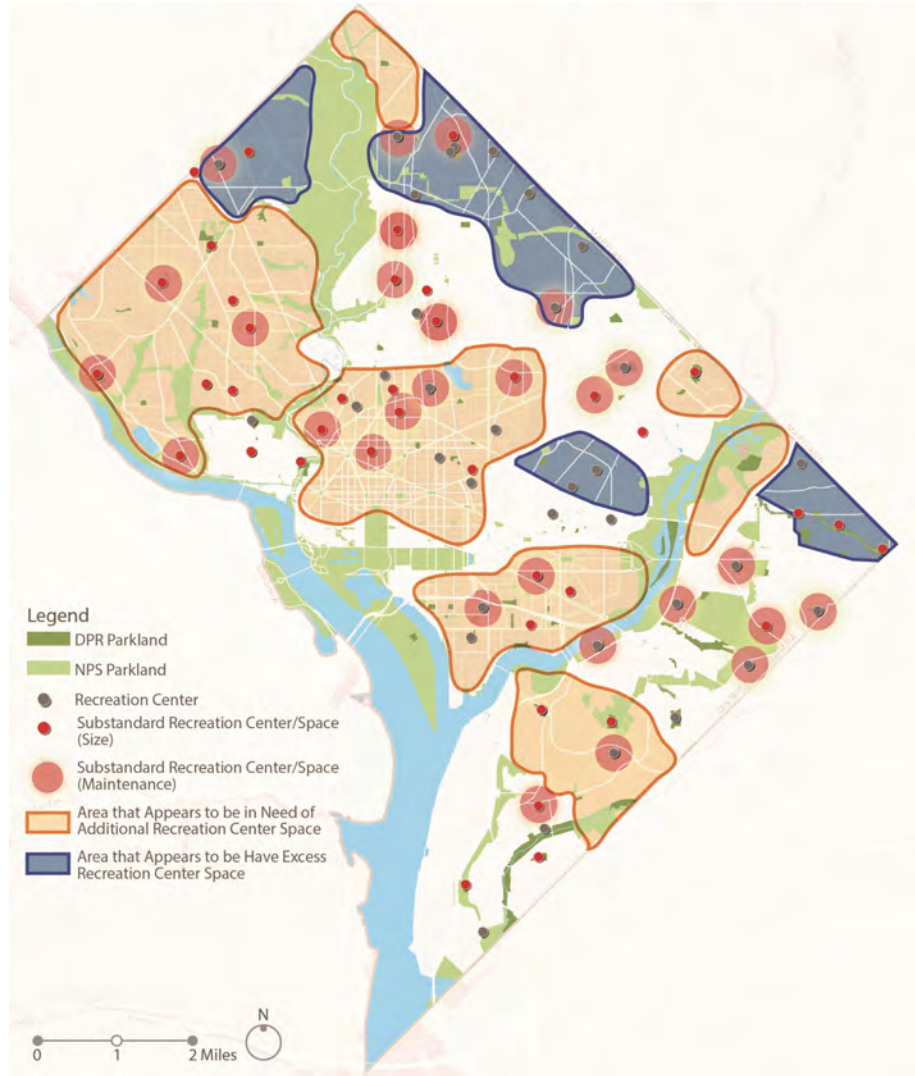 Legend
DPR Parkland
NPS Parkland
Recreation Center
Substandard Recreation Center/Space
(Size)
Substandard Recreation Center/Space
(Maintenance)
Area that Appears to be in Need of
Additional Recreation Center Space
Area that Appears to be Have Excess
Recreation Center Space
N
0 1 2 Miles